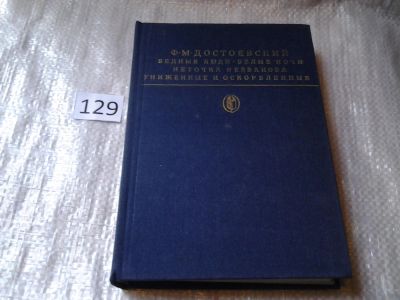 Ф·М·ДОСТОЕВСКИЙ
БЕДНЫЕ ЛЮДИ·БЕЛЫЕ НОЧИ
НЕТОЧКА НЕЗВАНОВА
УНИЖЕННЫЕ И ОСКОРБЛЕННЫЕ
129